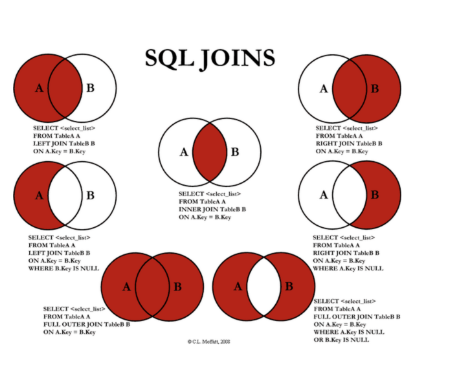 SQL JOINS
A B
SELECT <select_list>
FROM TableA A
LEFT JOIN TableB B
ON A.Key = B.Key
A B
SELECT <select_list>
FROM TableA A
RIGHT JOIN TableB B
ON A.Key = B.Key
A B
SELECT <select_list>
FROM TableA A
INNER JOIN TableB B
ON A.Key = B.Key
A B
SELECT <select_list>
FROM TableA A
LEFT JOIN TableB B
ON A.Key = B.Key
WHERE B.Key IS NULL
A B
SELECT <select_list>
FROM TableA A
RIGHT JOIN TableB B
ON A.Key = B.Key
WHERE A.Key IS NULL
A B
SELECT <select_list>
FROM TableA A
FULL OUTER JOIN TableB B
ON A.Key = B.Key
A B
SELECT <select_list>
FROM TableA A
FULL OUTER JOIN TableB B
ON A.Key = B.Key
WHERE A.Key IS NULL
OR B.Key IS NULL
© C.L. Moffatt, 2008